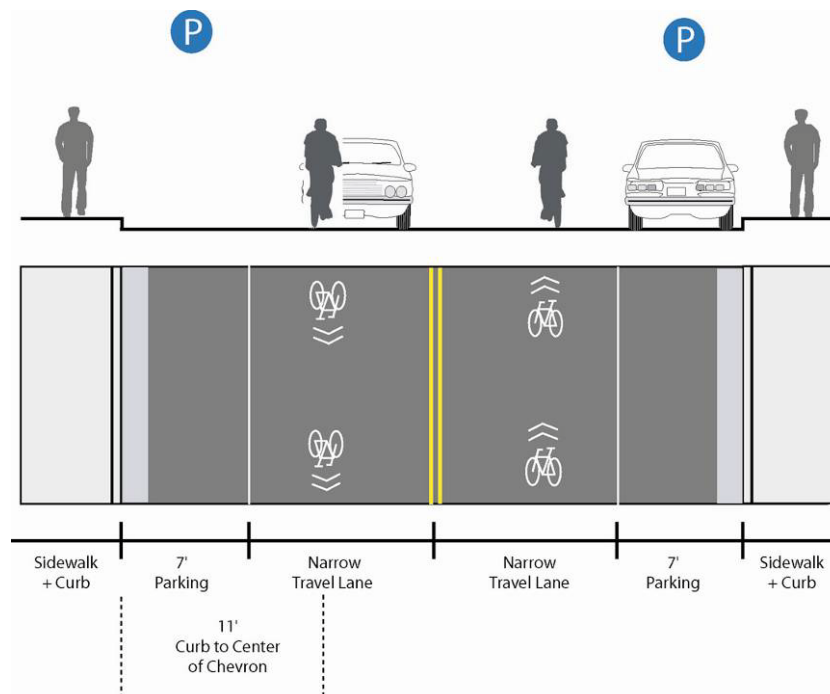 P
P
Sidewalk
+ Curb
7'
Parking
Narrow
Travel Lane
Narrow
Travel Lane
7'
Parking
Sidewalk
+ Curb
11'
Curb to Center
of Chevron